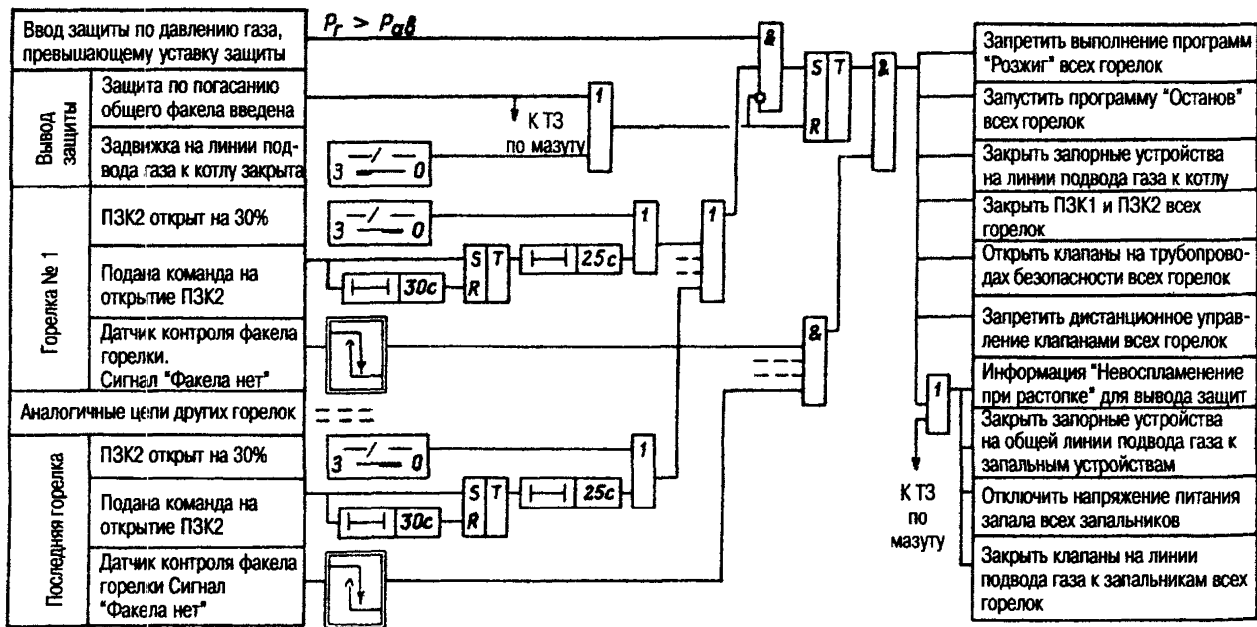 Ввод защиты по давлению газа,
превышающему уставку защиты
Вывод
защиты
Защита по погасанию
общего факела введена
Задвижка на линии под-
вода газа к котлу закрыта
Горелка № 1
ПЗК2 открыт на 30%
Подана команда на
открытие ПЗК2
Датчик контроля факела
горелки.
Сигнал "Факела нет"
Аналогичные цепи других горелок
Последняя горелка
ПЗК2 открыт на 30%
Подана команда на
открытие ПЗК2
Датчик контроля факела
горелки Сигнал
"Факела нет"
Pг > Pав
К ТЗ
по мазуту
1
З О
З О
1
1
S T
R
30с
25с
З О
1
S T
R
30с
25с
&
S T
R
&
&
1
К ТЗ
по
мазуту
Запретить выполнение программ
"Розжиг" всех горелок
Запустить программу "Останов"
всех горелок
Закрыть запорные устройства
на линии подвода газа к котлу
Закрыть ПЗК1 и ПЗК2 всех
горелок
Открыть клапаны на трубопрово-
дах безопасности всех горелок
Запретить дистанционное управ-
ление клапанами всех горелок
Информация "Невоспламенение
при растопке" для вывода защит
Закрыть запорные устройства
на общей линии подвода газа к
запальным устройствам
Отключить напряжение питания
запала всех запальников
Закрыть клапаны на линии
подвода газа к запальникам всех
горелок